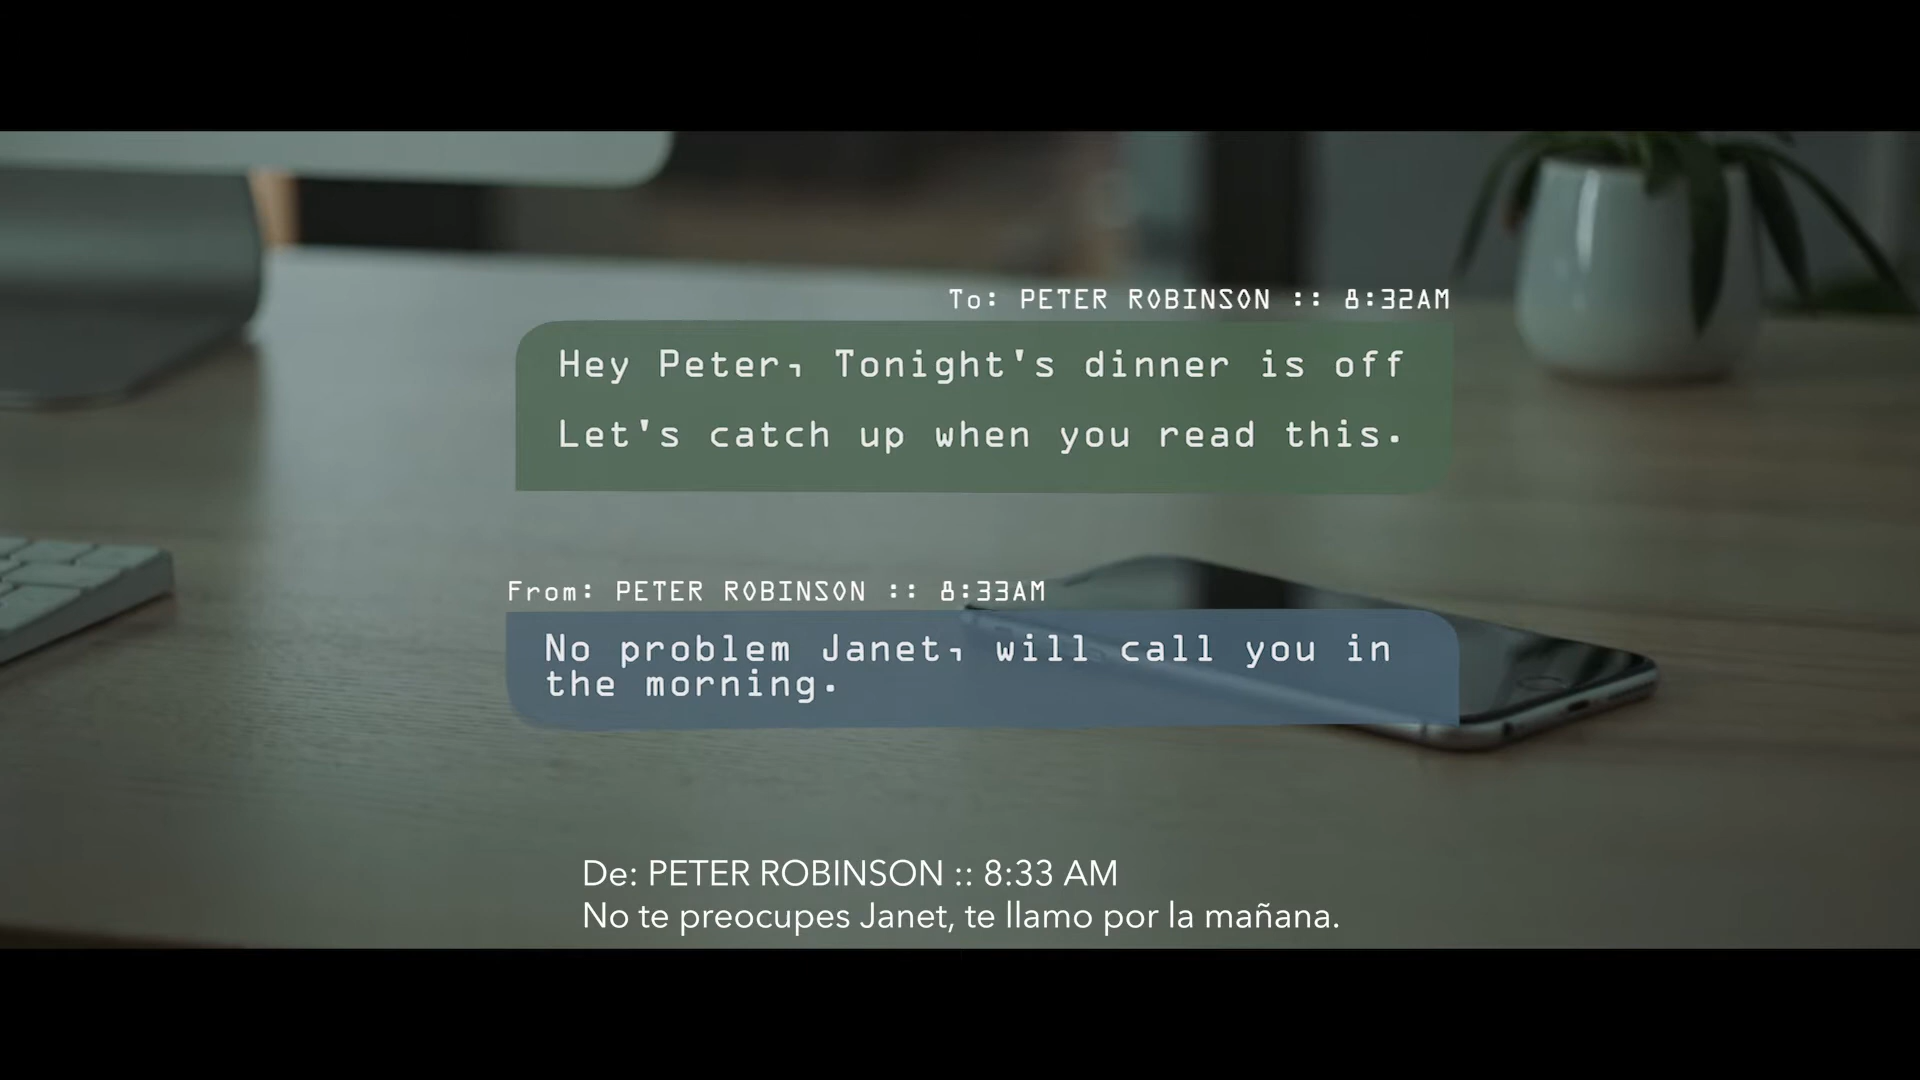 To: PETER ROBINSON :: 8:32AM
Hey Peter, Tonight's dinner is off
Let's catch up when you read this.
From: PETER ROBINSON :: 8:33AM
No problem Janet, will call you in
the morning.
De: PETER ROBINSON :: 8:33 AM
No te preocupes Janet, te llamo por la mañana.